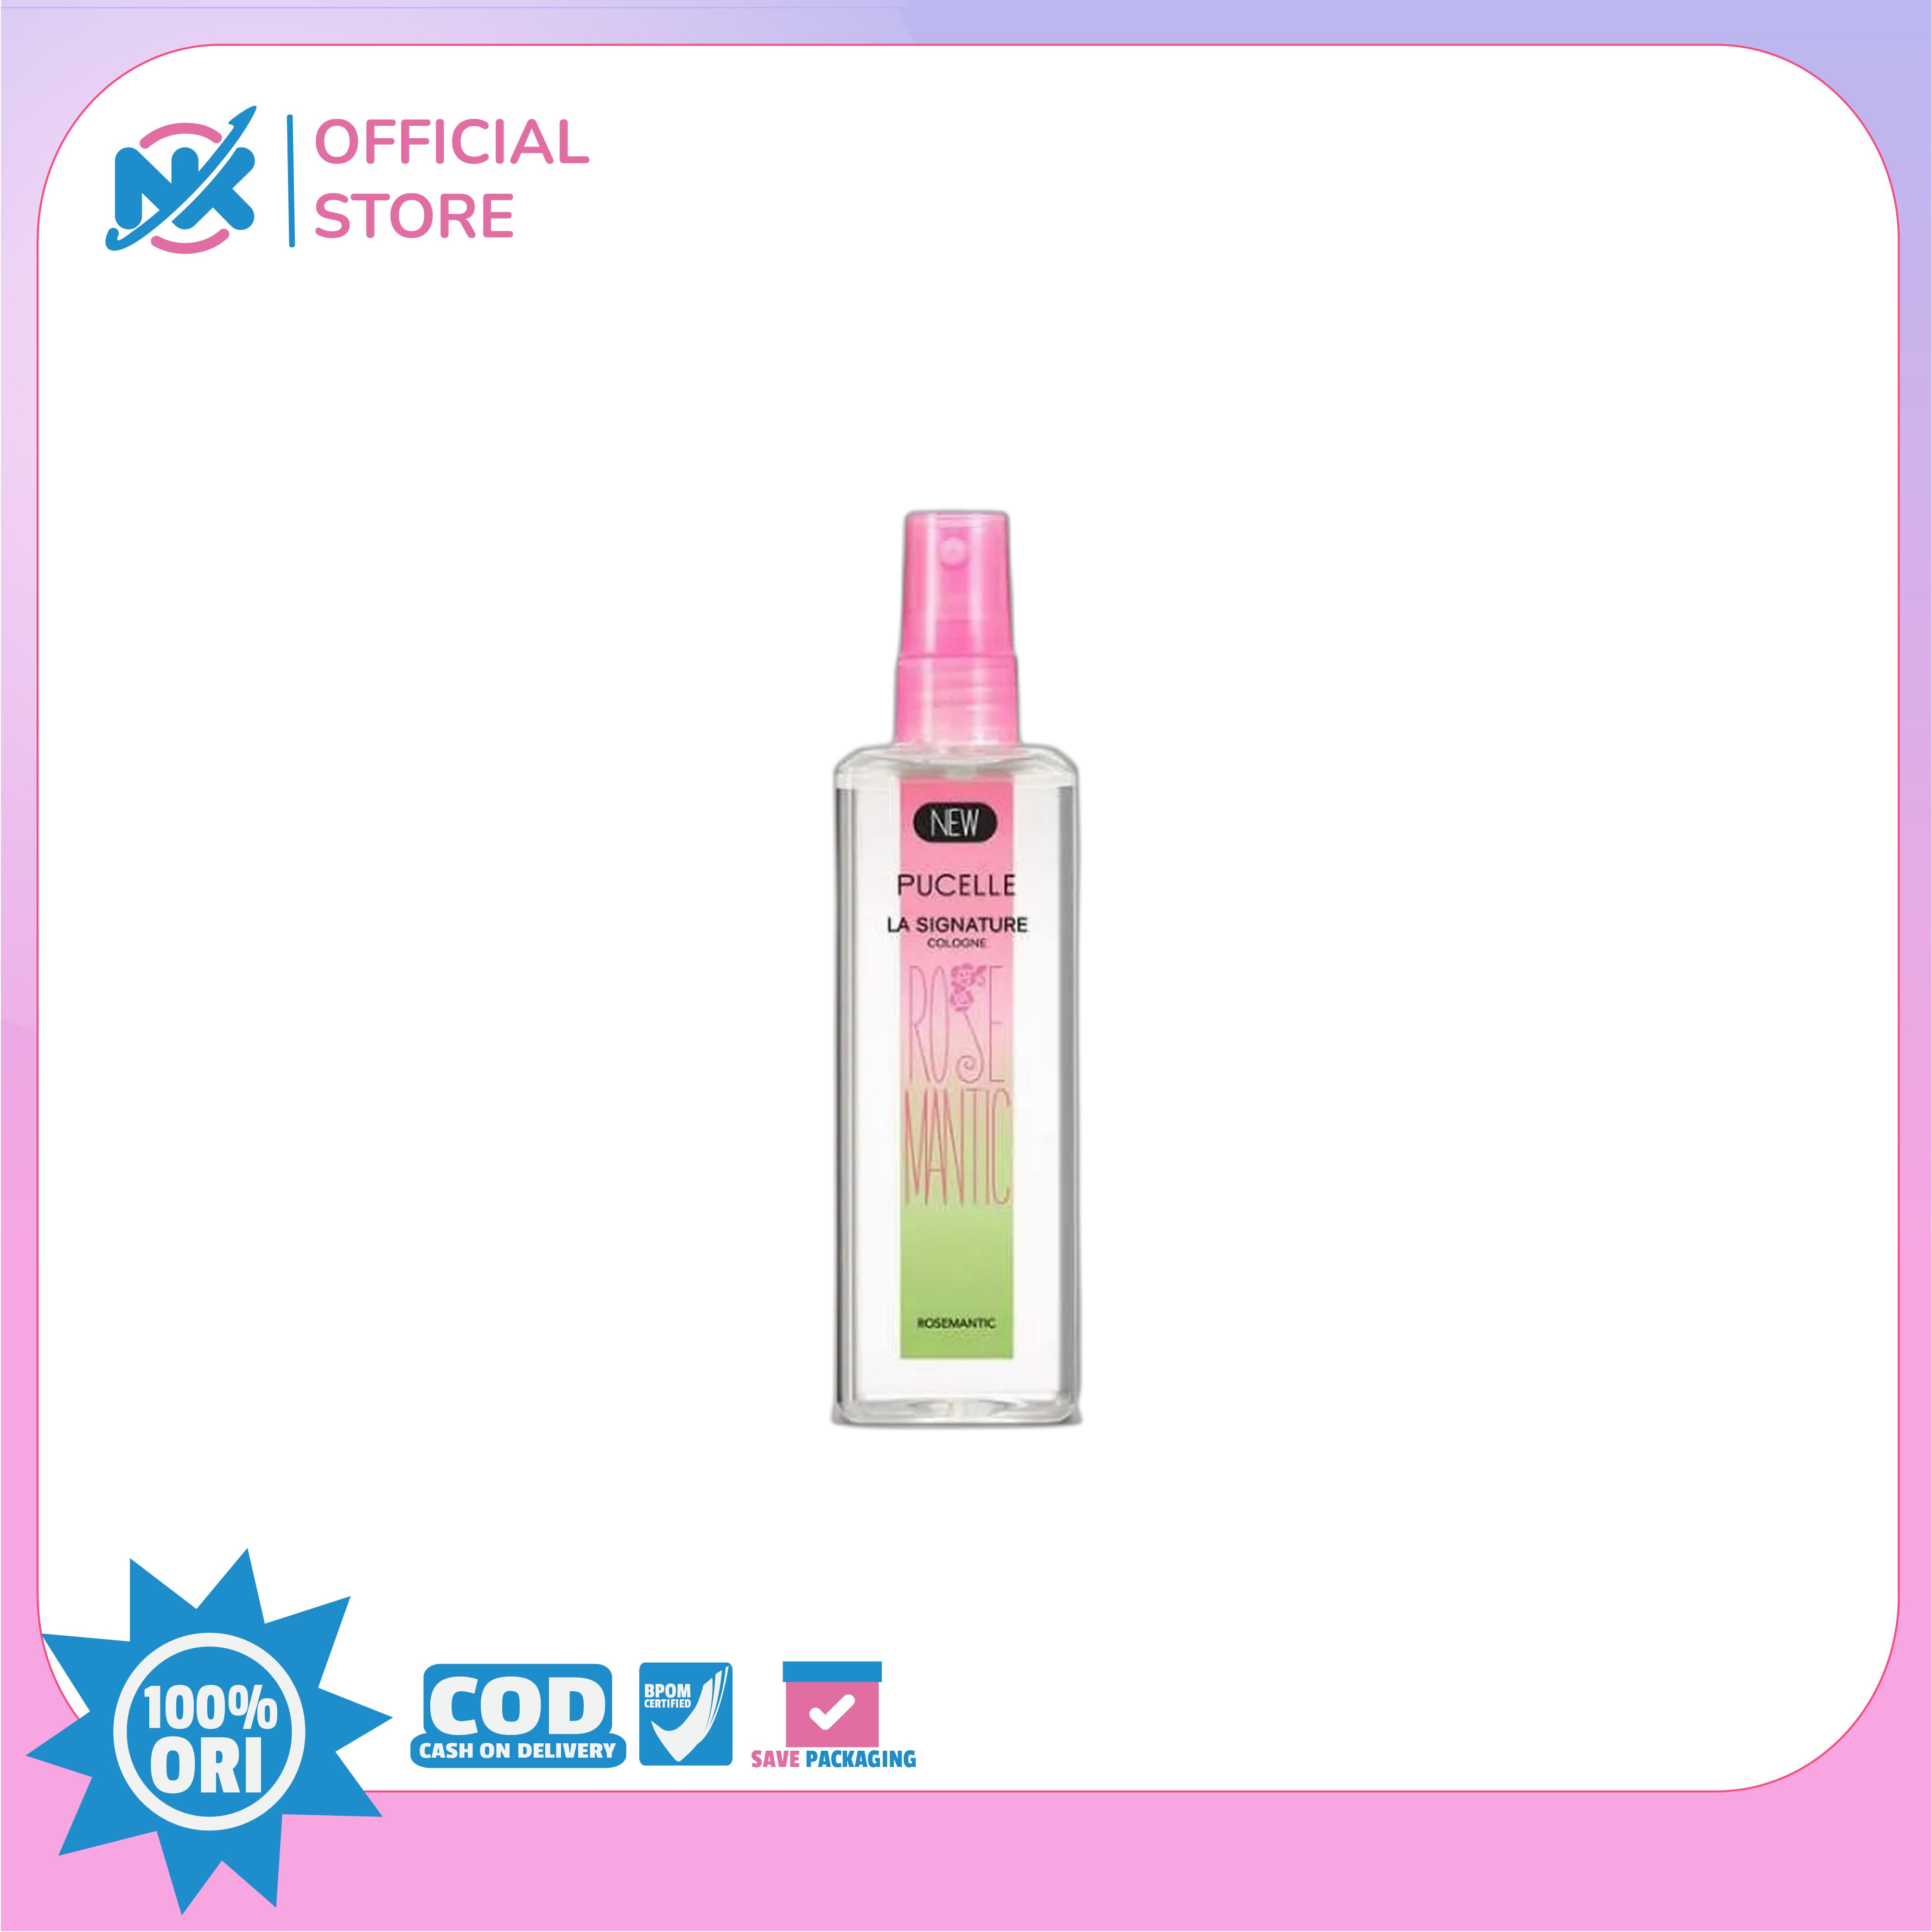 NK
OFFICIAL
STORE
NEW
PUCELLE
LA SIGNATURE
COLOGNE
ROSE
MANTIC
ROSEMANTIC
100%
ORI
COD
CASH ON DELIVERY
BPOM
CERTIFIED
SAVE PACKAGING